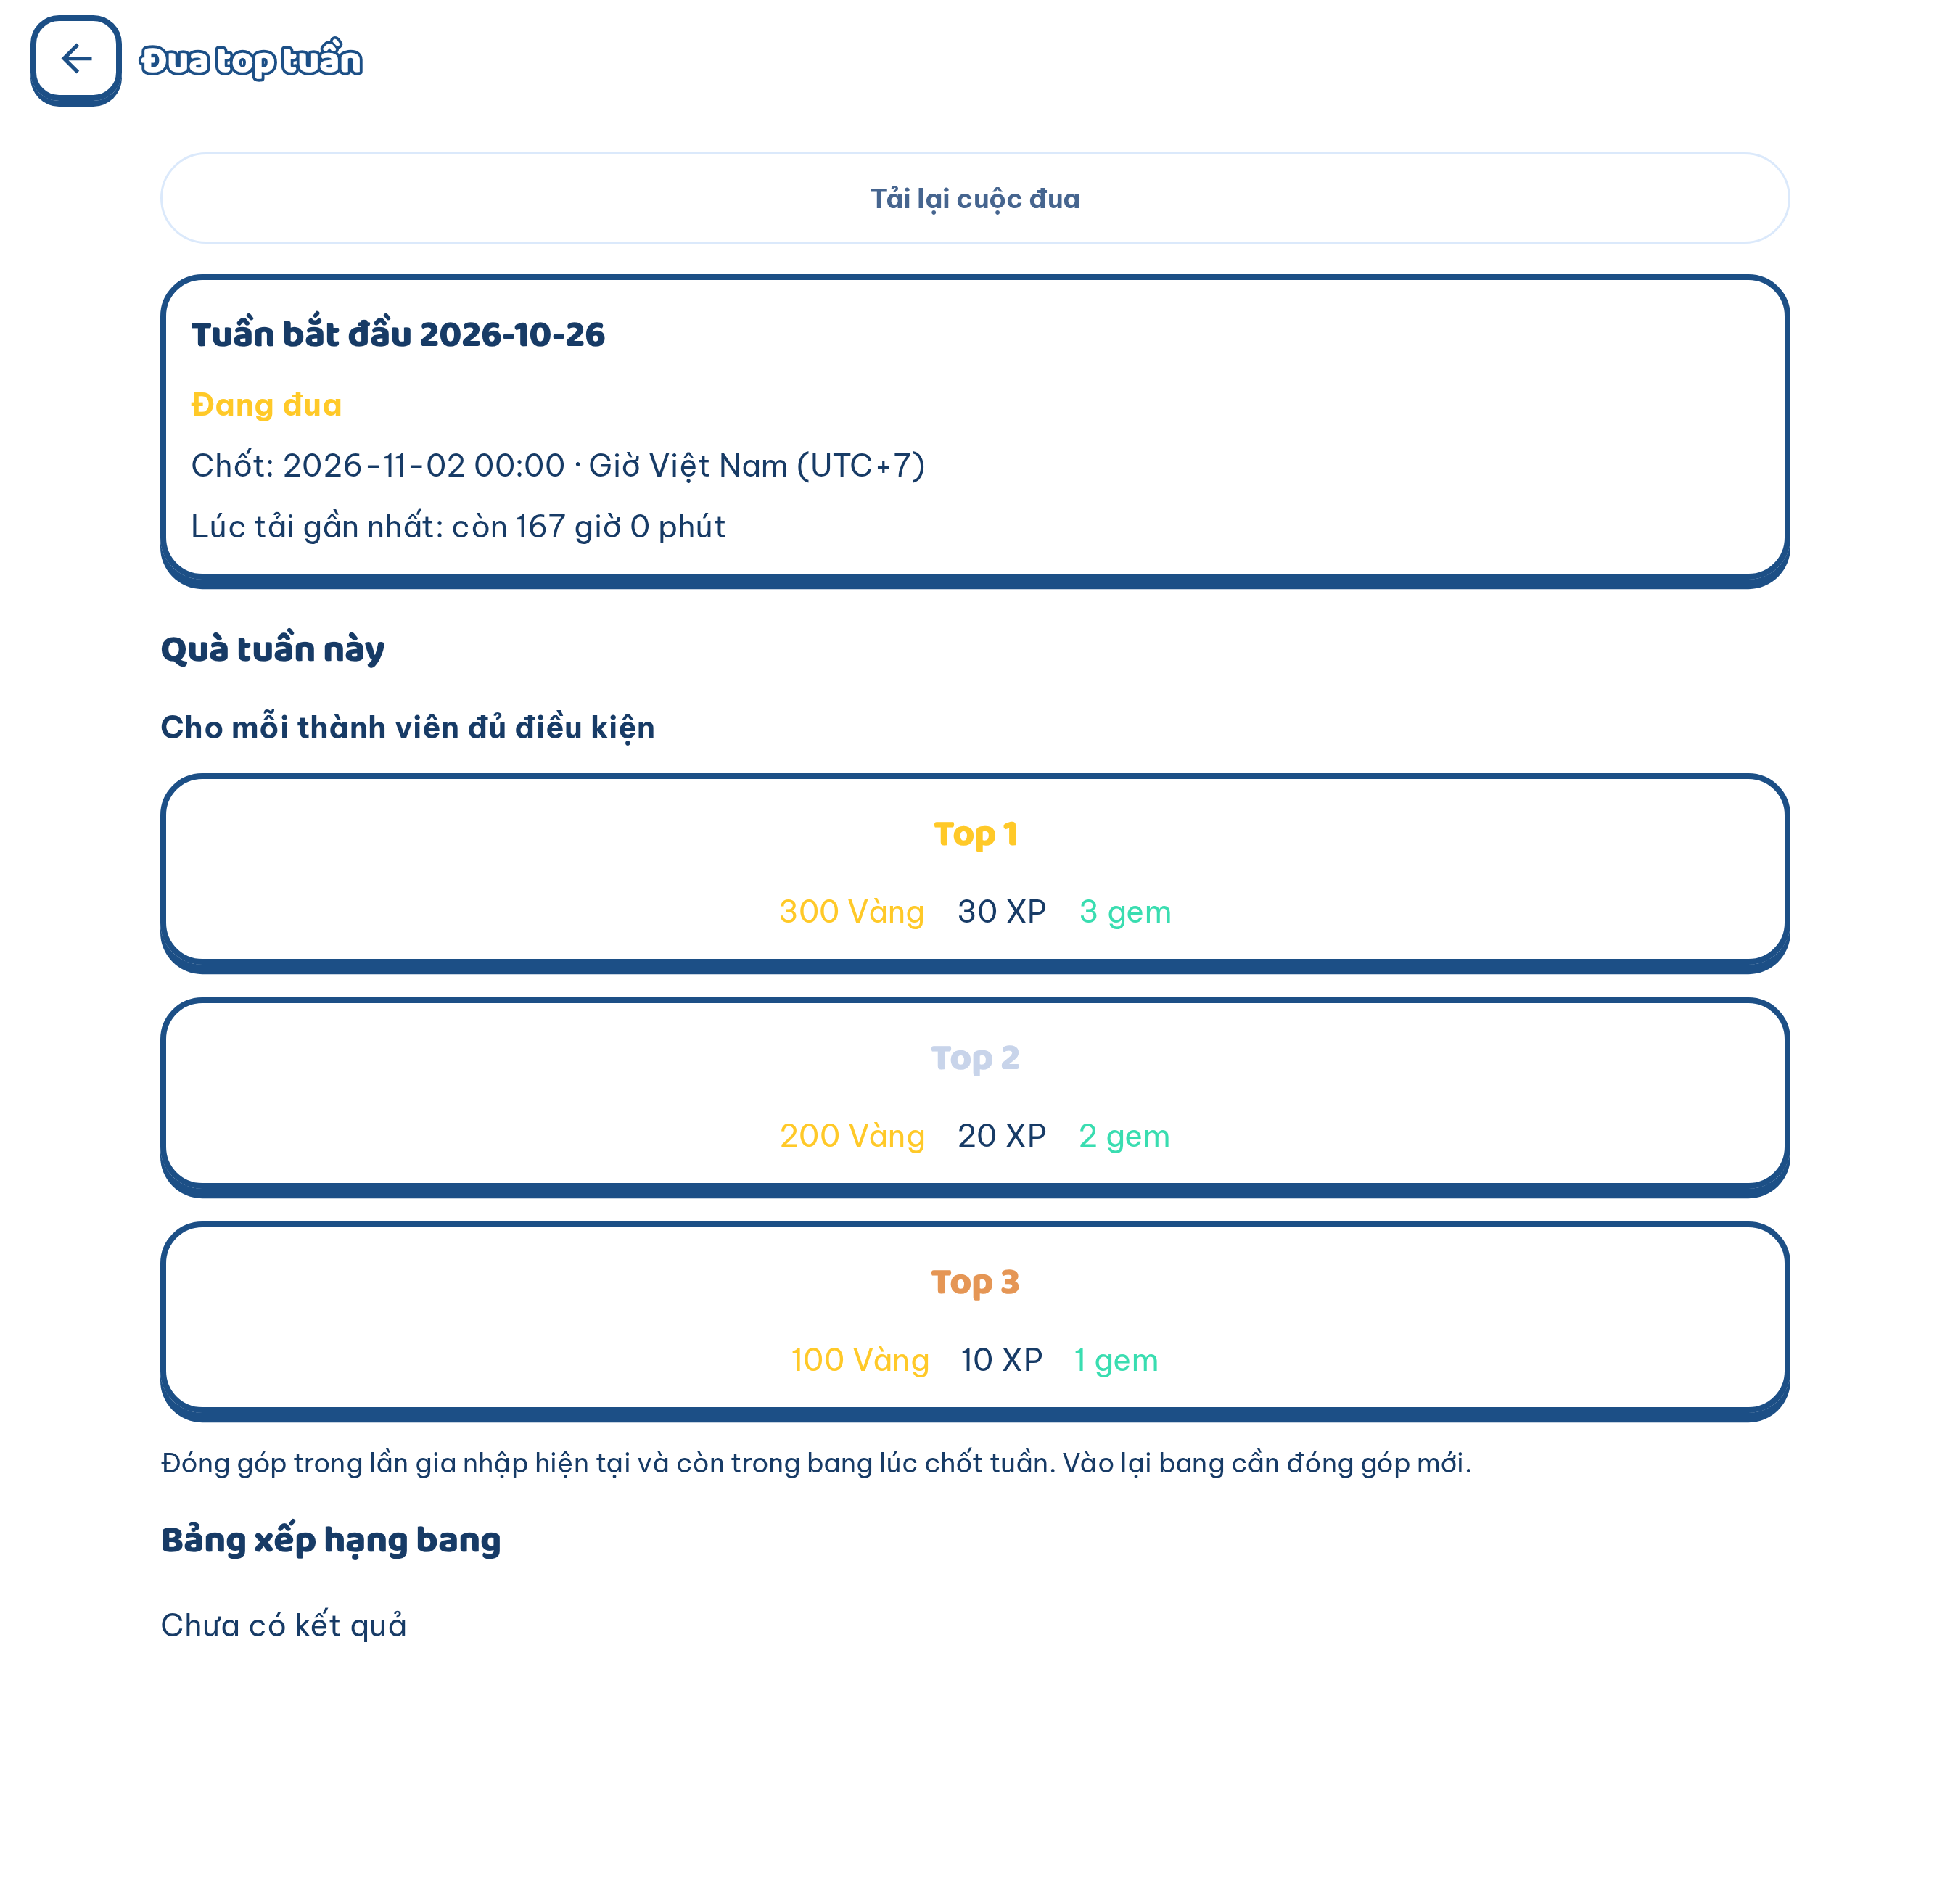 Đua top tuần
Tải lại cuộc đua
Tuần bắt đầu 2026-10-26
Đang đua
Chốt: 2026-11-02 00:00 · Giờ Việt Nam (UTC+7)
Lúc tải gần nhất: còn 167 giờ 0 phút
Quà tuần này
Cho mỗi thành viên đủ điều kiện
Top 1
300 Vàng 30 XP 3 gem
Top 2
200 Vàng 20 XP 2 gem
Top 3
100 Vàng 10 XP 1 gem
Đóng góp trong lần gia nhập hiện tại và còn trong bang lúc chốt tuần. Vào lại bang cần đóng góp mới.
Bảng xếp hạng bang
Chưa có kết quả